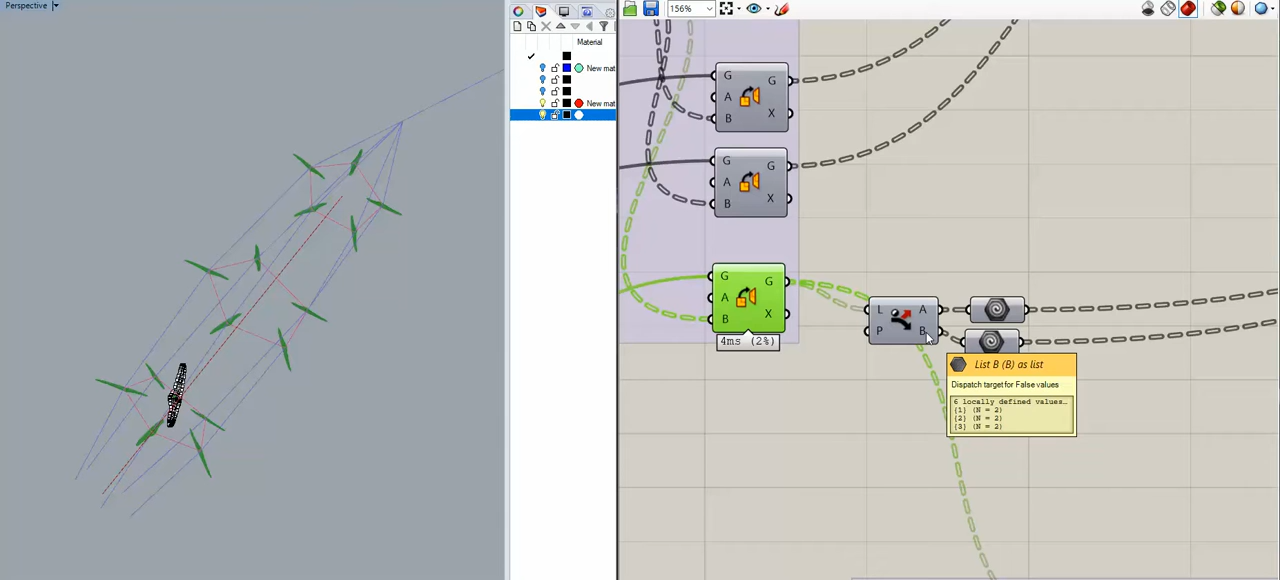 Perspective
156%
Material
New mat
New mat
G
A
B
G
X
G
A
B
G
X
G
A
B
G
X
4ms (2%)
L
P
A
B
List B (B) as list
Dispatch target for False values
6 locally defined values…
{1} (N = 2)
{2} (N = 2)
{3} (N = 2)